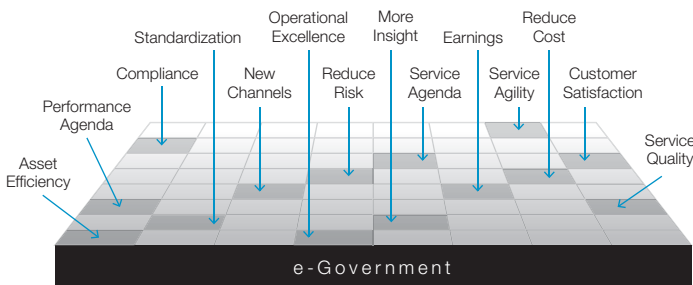 Operational
Excellence
More
Insight
Reduce
Cost
Standardization
Earnings
Compliance
New
Channels
Reduce
Risk
Service
Agenda
Service
Agility
Customer
Satisfaction
Performance
Agenda
Service
Quality
Asset
Efficiency
e-Government